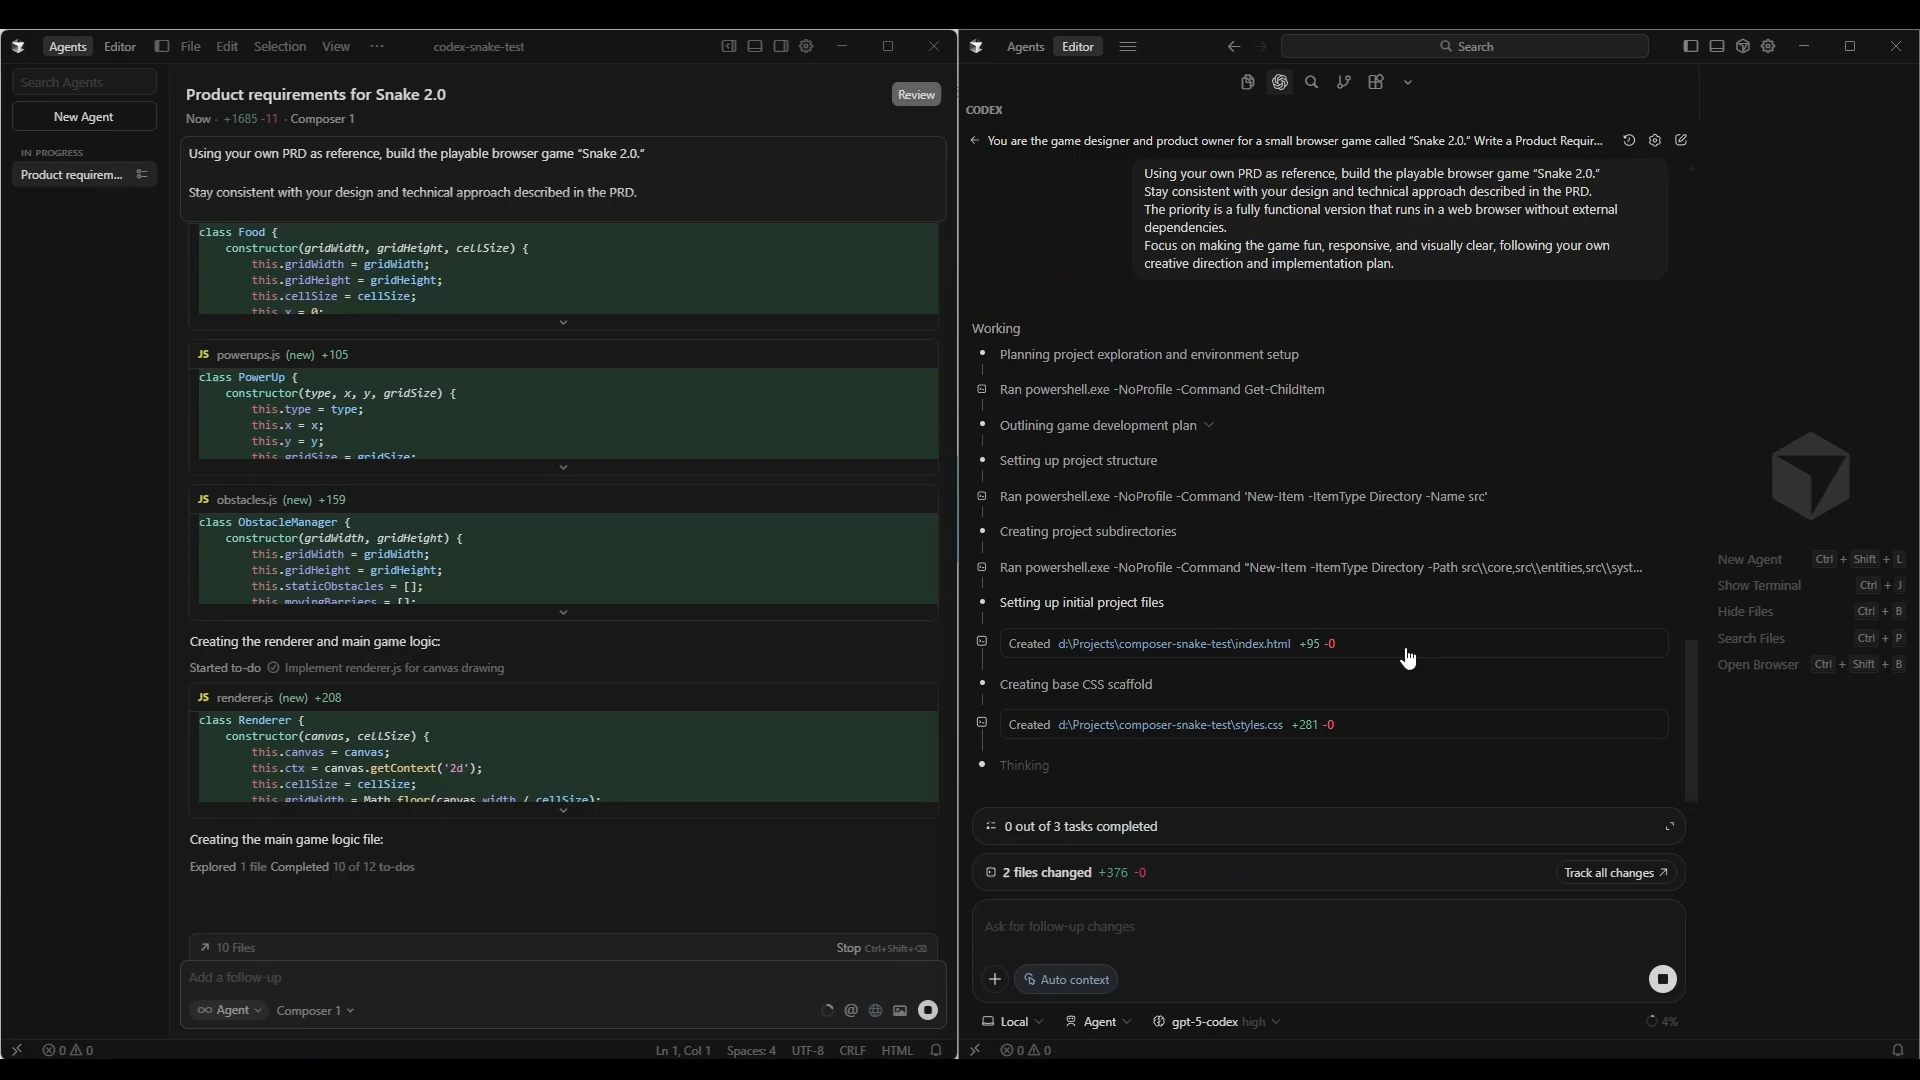 Agents Editor File Edit Selection View ··· codex-snake-test
Search Agents
New Agent
IN PROGRESS
Product requirem...
Product requirements for Snake 2.0
Review
Now · +1685 -11 · Composer 1
Using your own PRD as reference, build the playable browser game “Snake 2.0.”
Stay consistent with your design and technical approach described in the PRD.
class Food {
constructor(gridWidth, gridHeight, cellSize) {
this.gridWidth = gridWidth;
this.gridHeight = gridHeight;
this.cellSize = cellSize;
this.x = 0;
JS powerups.js (new) +105
class PowerUp {
constructor(type, x, y, gridSize) {
this.type = type;
this.x = x;
this.y = y;
this.gridSize = gridSize;
JS obstacles.js (new) +159
class ObstacleManager {
constructor(gridWidth, gridHeight) {
this.gridWidth = gridWidth;
this.gridHeight = gridHeight;
this.staticObstacles = [];
this.movingBarriers = [];
Creating the renderer and main game logic:
Started to-do Implement renderer.js for canvas drawing
JS renderer.js (new) +208
class Renderer {
constructor(canvas, cellSize) {
this.canvas = canvas;
this.ctx = canvas.getContext('2d');
this.cellSize = cellSize;
this.gridWidth = Math.floor(canvas.width / cellSize);
Creating the main game logic file:
Explored 1 file Completed 10 of 12 to-dos
10 Files
Stop Ctrl+Shift+⌫
Add a follow-up
Agent Composer 1
@
0 0
Ln 1, Col 1 Spaces: 4 UTF-8 CRLF HTML
Agents Editor
Search
CODEX
You are the game designer and product owner for a small browser game called “Snake 2.0.” Write a Product Requir...
Using your own PRD as reference, build the playable browser game “Snake 2.0.”
Stay consistent with your design and technical approach described in the PRD.
The priority is a fully functional version that runs in a web browser without external
dependencies.
Focus on making the game fun, responsive, and visually clear, following your own
creative direction and implementation plan.
Working
Planning project exploration and environment setup
Ran powershell.exe -NoProfile -Command Get-ChildItem
Outlining game development plan
Setting up project structure
Ran powershell.exe -NoProfile -Command 'New-Item -ItemType Directory -Name src'
Creating project subdirectories
Ran powershell.exe -NoProfile -Command "New-Item -ItemType Directory -Path src\\core,src\\entities,src\\syst...
Setting up initial project files
Created d:\Projects\composer-snake-test\index.html +95 -0
Creating base CSS scaffold
Created d:\Projects\composer-snake-test\styles.css +281 -0
Thinking
0 out of 3 tasks completed
2 files changed +376 -0
Track all changes
Ask for follow-up changes
Auto context
Local Agent gpt-5-codex high
4%
0 0
New Agent Ctrl + Shift + L
Show Terminal Ctrl + J
Hide Files Ctrl + B
Search Files Ctrl + P
Open Browser Ctrl + Shift + B